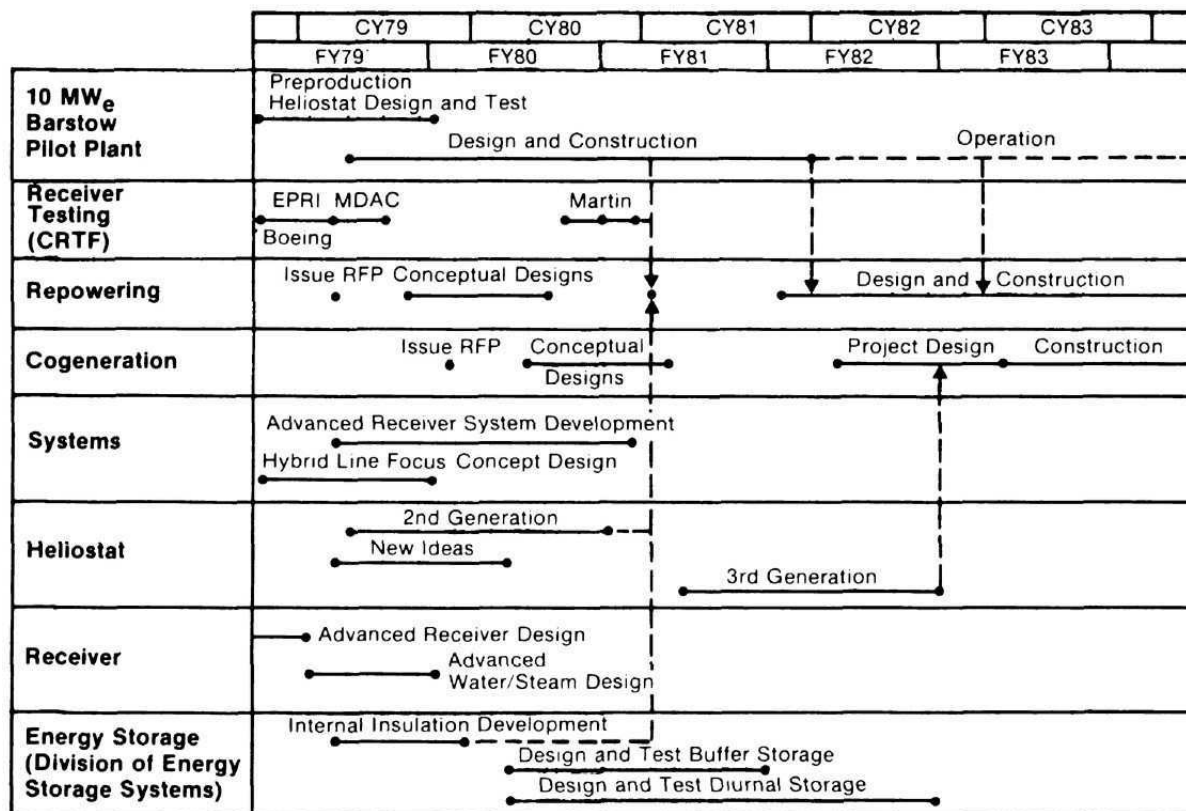 CY79 CY80 CY81 CY82 CY83
FY79 FY80 FY81 FY82 FY83
10 MWe
Barstow
Pilot Plant
Preproduction
Heliostat Design and Test
Design and Construction
Operation
Receiver
Testing
(CRTF)
EPRI MDAC
Martin
Boeing
Repowering
Issue RFP Conceptual Designs
Design and Construction
Cogeneration
Issue RFP
Conceptual
Designs
Project Design
Construction
Systems
Advanced Receiver System Development
Hybrid Line Focus Concept Design
Heliostat
2nd Generation
New Ideas
3rd Generation
Receiver
Advanced Receiver Design
Advanced
Water/Steam Design
Energy Storage
(Division of Energy
Storage Systems)
Internal Insulation Development
Design and Test Buffer Storage
Design and Test Diurnal Storage